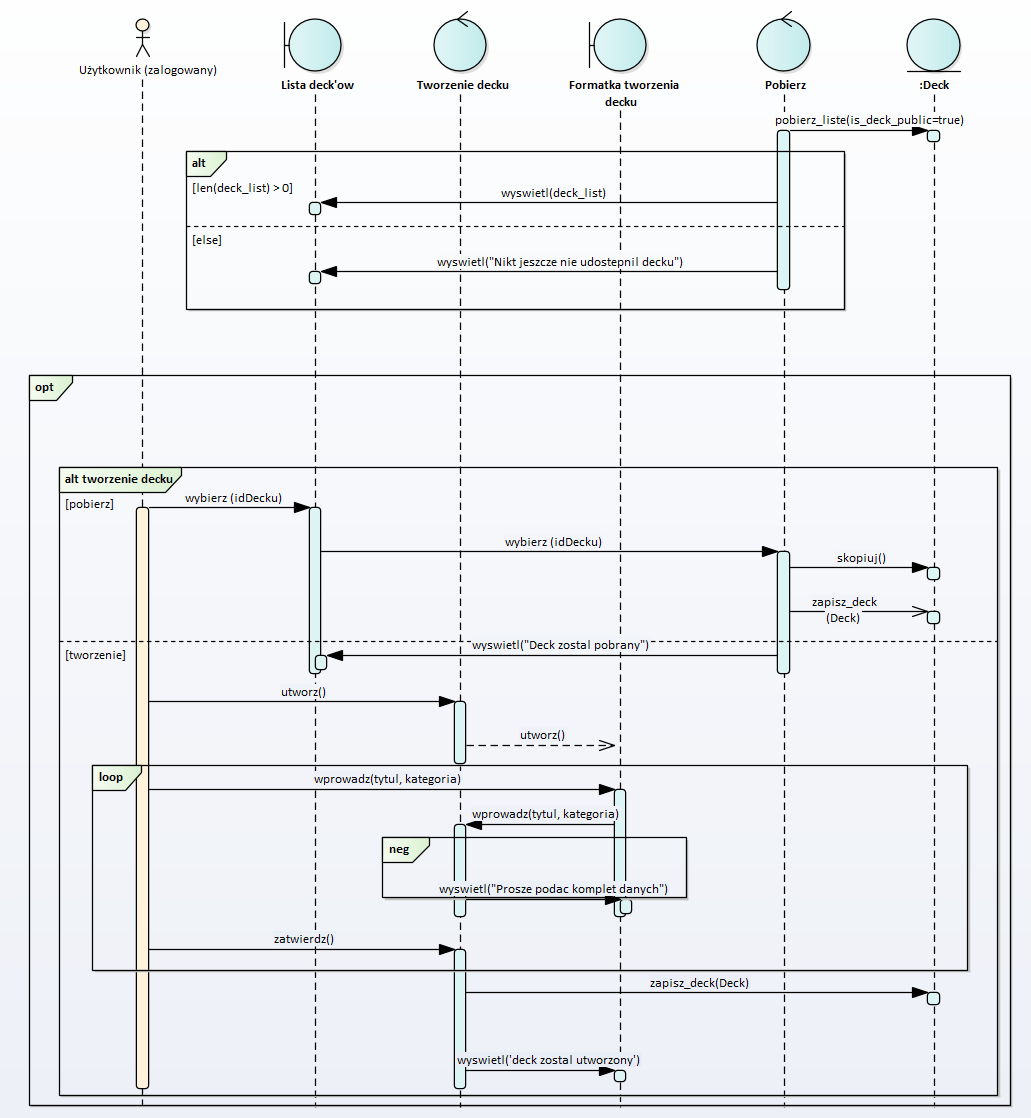 Użytkownik (zalogowany)
Lista deck'ow
Tworzenie decku
Formatka tworzenia
decku
Pobierz
:Deck
pobierz_liste(is_deck_public=true)
alt
[len(deck_list) > 0]
wyswietl(deck_list)
[else]
wyswietl("Nikt jeszcze nie udostepnil decku")
opt
alt tworzenie decku
[pobierz]
wybierz (idDecku)
wybierz (idDecku)
skopiuj()
zapisz_deck
(Deck)
wyswietl("Deck zostal pobrany")
[tworzenie]
utworz()
utworz()
loop
wprowadz(tytul, kategoria)
wprowadz(tytul, kategoria)
neg
wyswietl("Prosze podac komplet danych")
zatwierdz()
zapisz_deck(Deck)
wyswietl('deck zostal utworzony')